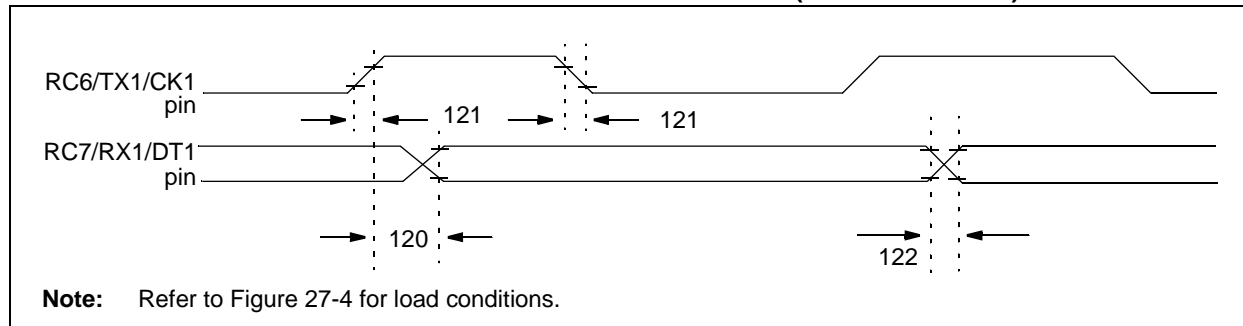 RC6/TX1/CK1
pin
121
121
RC7/RX1/DT1
pin
120
122
Note: Refer to Figure 27-4 for load conditions.